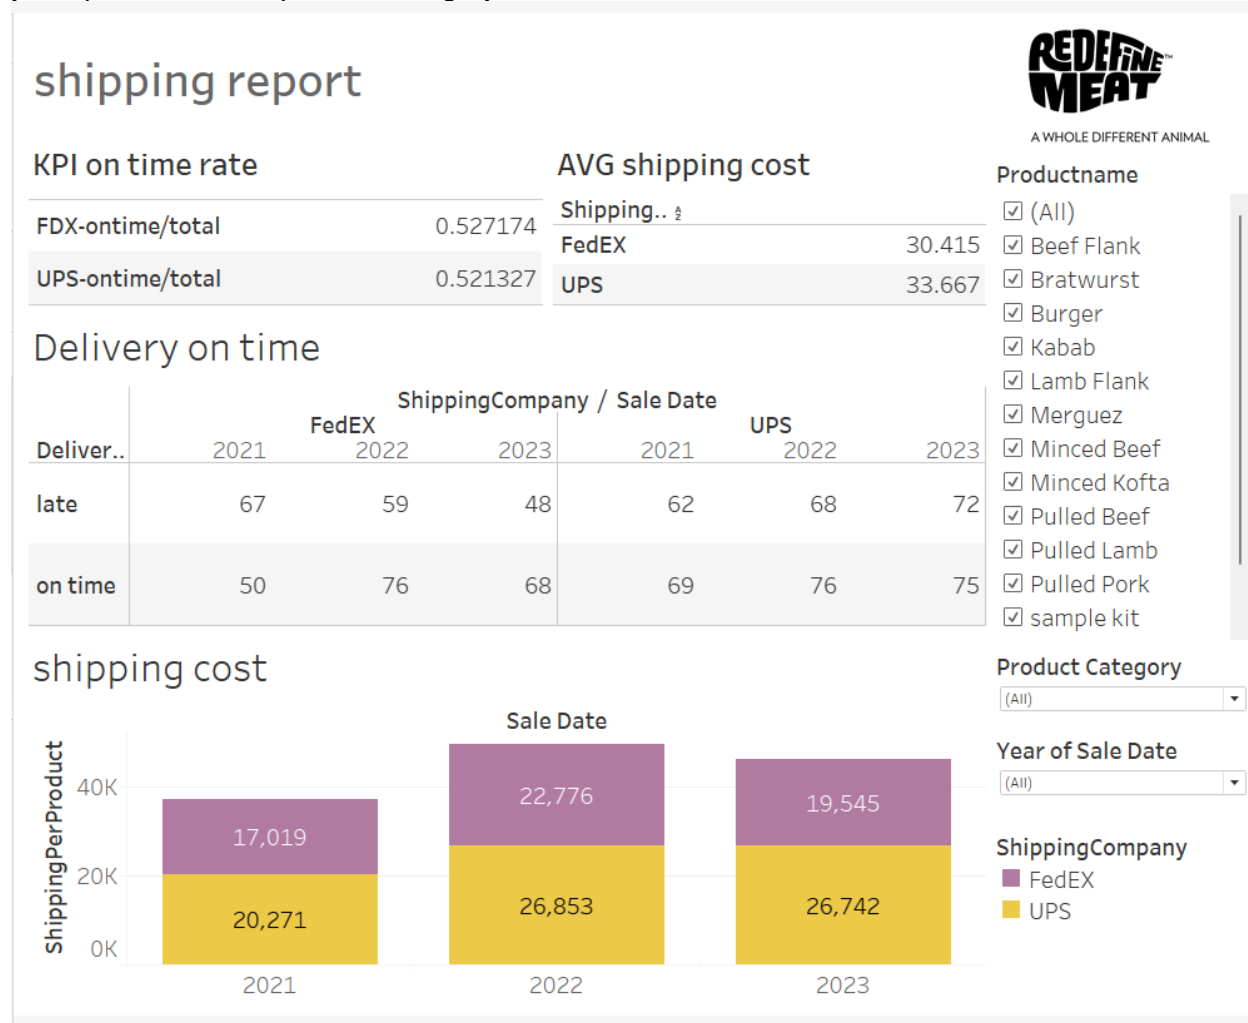 shipping report
REDEFINE™
MEAT
A WHOLE DIFFERENT ANIMAL
KPI on time rate
FDX-ontime/total 0.527174
UPS-ontime/total 0.521327
AVG shipping cost
Shipping..
FedEX 30.415
UPS 33.667
Delivery on time
ShippingCompany / Sale Date
FedEX UPS
Deliver.. 2021 2022 2023 2021 2022 2023
late 67 59 48 62 68 72
on time 50 76 68 69 76 75
shipping cost
Sale Date
ShippingPerProduct
40K
20K
0K
17,019 22,776 19,545
20,271 26,853 26,742
2021 2022 2023
Productname
(All)
Beef Flank
Bratwurst
Burger
Kabab
Lamb Flank
Merguez
Minced Beef
Minced Kofta
Pulled Beef
Pulled Lamb
Pulled Pork
sample kit
Product Category
(All)
Year of Sale Date
(All)
ShippingCompany
FedEX
UPS